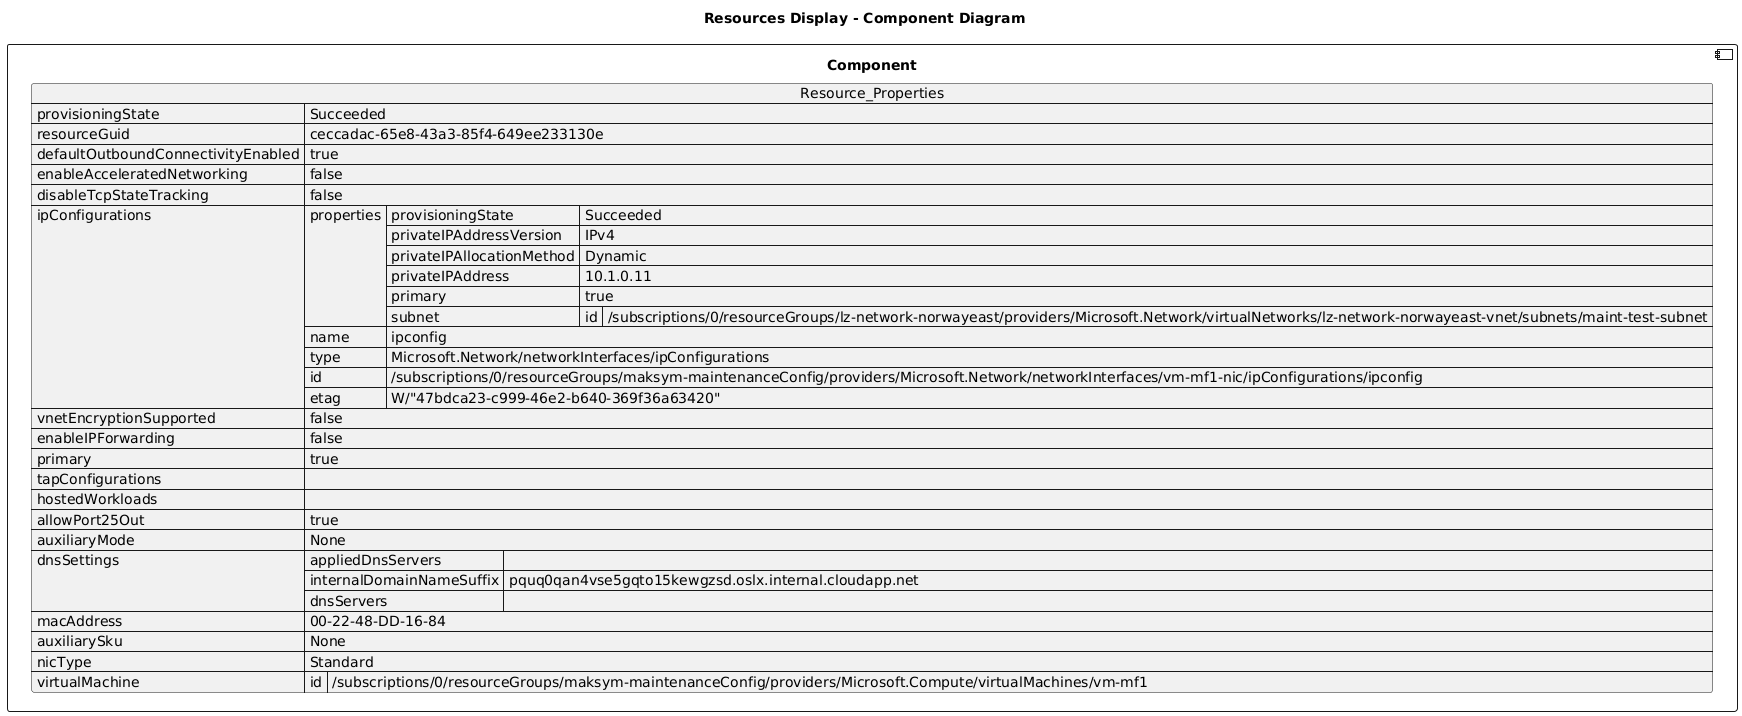 Resources Display - Component Diagram
Component
Resource_Properties
provisioningState Succeeded
resourceGuid ceccadac-65e8-43a3-85f4-649ee233130e
defaultOutboundConnectivityEnabled true
enableAcceleratedNetworking false
disableTcpStateTracking false
ipConfigurations properties provisioningState Succeeded
privateIPAddressVersion IPv4
privateIPAllocationMethod Dynamic
privateIPAddress 10.1.0.11
primary true
subnet id /subscriptions/0/resourceGroups/lz-network-norwayeast/providers/Microsoft.Network/virtualNetworks/lz-network-norwayeast-vnet/subnets/maint-test-subnet
name ipconfig
type Microsoft.Network/networkInterfaces/ipConfigurations
id /subscriptions/0/resourceGroups/maksym-maintenanceConfig/providers/Microsoft.Network/networkInterfaces/vm-mf1-nic/ipConfigurations/ipconfig
etag W/"47bdca23-c999-46e2-b640-369f36a63420"
vnetEncryptionSupported false
enableIPForwarding false
primary true
tapConfigurations
hostedWorkloads
allowPort25Out true
auxiliaryMode None
dnsSettings appliedDnsServers
internalDomainNameSuffix pquq0qan4vse5gqto15kewgzsd.oslx.internal.cloudapp.net
dnsServers
macAddress 00-22-48-DD-16-84
auxiliarySku None
nicType Standard
virtualMachine id /subscriptions/0/resourceGroups/maksym-maintenanceConfig/providers/Microsoft.Compute/virtualMachines/vm-mf1